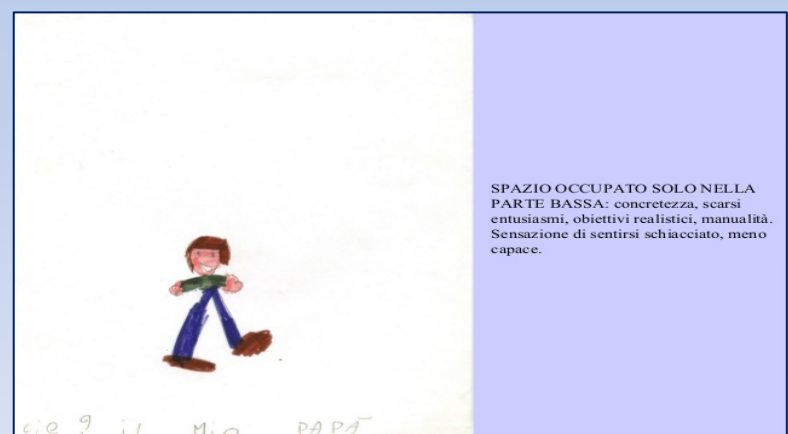 SPAZIO OCCUPATO SOLO NELLA
PARTE BASSA: concretezza, scarsi
entusiasmi, obiettivi realistici, manualità.
Sensazione di sentirsi schiacciato, meno
capace.
il Mio PAPÀ